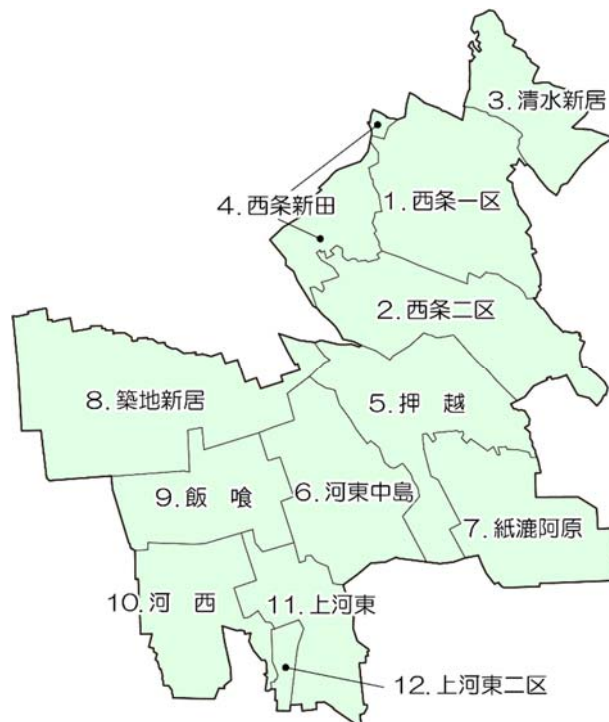 3.清水新居
1.西条一区
4.西条新田
2.西条二区
8.築地新居
5.押　越
9.飯　喰
6.河東中島
7.紙漉阿原
10.河　西
11.上河東
12.上河東二区